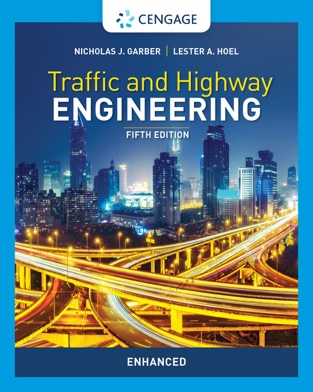 CENGAGE
NICHOLAS J. GARBER | LESTER A. HOEL
Traffic and Highway
ENGINEERING
FIFTH EDITION
ENHANCED